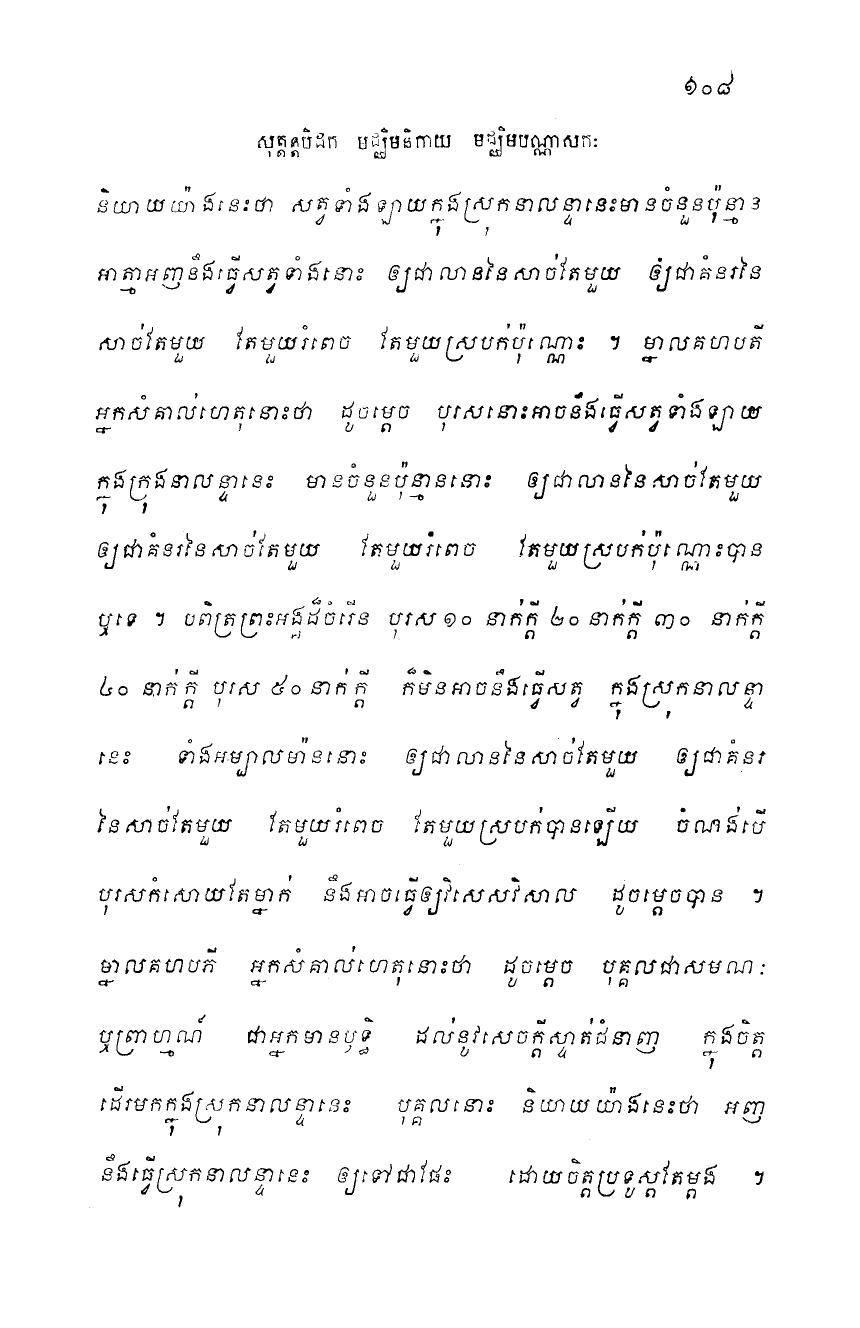 ១០៨
សុត្តន្តបិដក មជ្ឈិមនិកាយ មជ្ឈិមបណ្ណាសកៈ
និយាយយ៉ាងនេះថា សត្វទាំងឡាយក្នុងស្រុកនាលន្ទានេះមានចំនួនប៉ុន្មាន
អាត្មាអញនឹងធ្វើសត្វទាំងនោះ ឲ្យជាលាននៃសាច់តែមួយ ឲ្យជាគំនរនៃ
សាច់តែមួយ តែមួយរំពេច តែមួយស្របក់ប៉ុណ្ណោះ ។ ម្នាលគហបតី
អ្នកសំគាល់ហេតុនោះថា ដូចម្តេច បុរសនោះអាចនឹងធ្វើសត្វទាំងឡាយ
ក្នុងក្រុងនាលន្ទានេះ មានចំនួនប៉ុន្មាននោះ ឲ្យជាលាននៃសាច់តែមួយ
ឲ្យជាគំនរនៃសាច់តែមួយ តែមួយរំពេច តែមួយស្របក់ប៉ុណ្ណោះបាន
ឬទេ ។ បពិត្រព្រះអង្គដ៏ចំរើន បុរស ១០ នាក់ក្តី ២០ នាក់ក្តី ៣០ នាក់ក្តី
៤០ នាក់ក្តី បុរស ៥០ នាក់ក្តី ក៏មិនអាចនឹងធ្វើសត្វ ក្នុងស្រុកនាលន្ទា
នេះ ទាំងអម្បាលម៉ាននោះ ឲ្យជាលាននៃសាច់តែមួយ ឲ្យជាគំនរ
នៃសាច់តែមួយ តែមួយរំពេច តែមួយស្របក់បានឡើយ ចំណង់បើ
បុរសកំសោយតែម្នាក់ នឹងអាចធ្វើឲ្យវិសេសវិសាល ដូចម្តេចបាន ។
ម្នាលគហបតី អ្នកសំគាល់ហេតុនោះថា ដូចម្តេច បុគ្គលជាសមណៈ
ឬព្រាហ្មណ៍ ជាអ្នកមានឫទ្ធិ ដល់នូវសេចក្តីស្ទាត់ជំនាញ ក្នុងចិត្ត
ដើរមកក្នុងស្រុកនាលន្ទានេះ បុគ្គលនោះ និយាយយ៉ាងនេះថា អញ
នឹងធ្វើស្រុកនាលន្ទានេះ ឲ្យទៅជាផែះ ដោយចិត្តប្រទូស្តតែម្តង ។